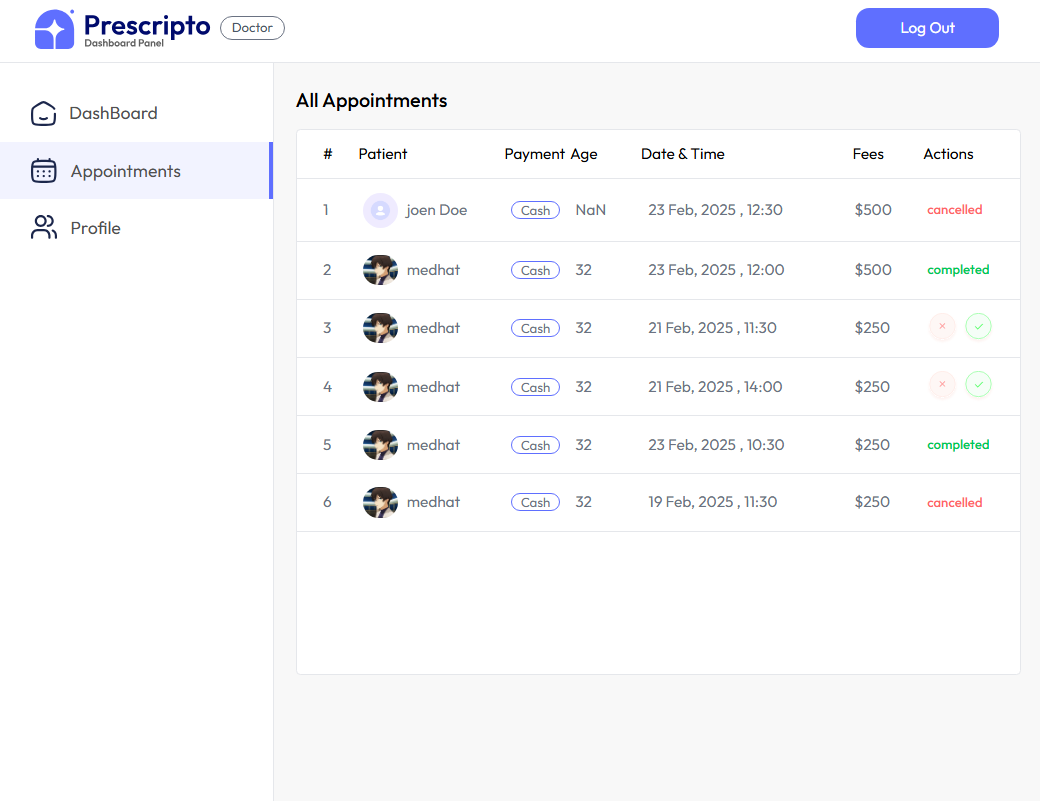 Prescripto Doctor
Dashboard Panel
Log Out
DashBoard
Appointments
Profile
All Appointments
# Patient Payment Age Date & Time Fees Actions
1 joen Doe Cash NaN 23 Feb, 2025 , 12:30 $500 cancelled
2 medhat Cash 32 23 Feb, 2025 , 12:00 $500 completed
3 medhat Cash 32 21 Feb, 2025 , 11:30 $250
4 medhat Cash 32 21 Feb, 2025 , 14:00 $250
5 medhat Cash 32 23 Feb, 2025 , 10:30 $250 completed
6 medhat Cash 32 19 Feb, 2025 , 11:30 $250 cancelled